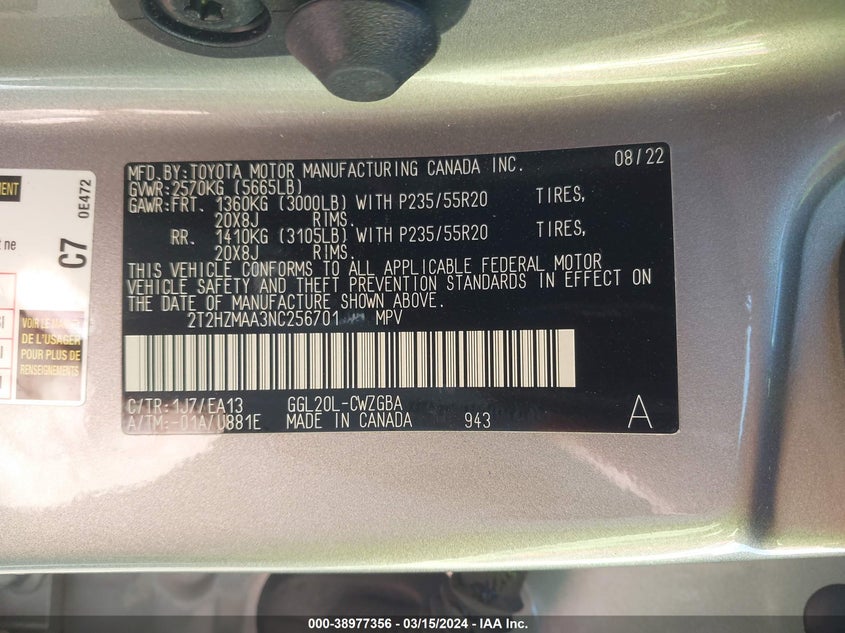 MFD.BY:TOYOTA MOTOR MANUFACTURING CANADA INC. 08/22
GVWR:2570KG (5665LB)
GAWR:FRT. 1360KG (3000LB) WITH P235/55R20 TIRES,
20X8J RIMS.
RR. 1410KG (3105LB) WITH P235/55R20 TIRES,
20X8J RIMS.
THIS VEHICLE CONFORMS TO ALL APPLICABLE FEDERAL MOTOR
VEHICLE SAFETY AND THEFT PREVENTION STANDARDS IN EFFECT ON
THE DATE OF MANUFACTURE SHOWN ABOVE.
2T2HZMAA3NC256701 MPV
C/TR:1J7/EA13 GGL20L-CWZGBA
A/TM:-01A/U881E MADE IN CANADA 943 A
ne
C7
0E472
VOIR LE
DE L'USAGER
POUR PLUS DE
RENSEIGNEMENTS
000-38977356 - 03/15/2024 - IAA Inc.